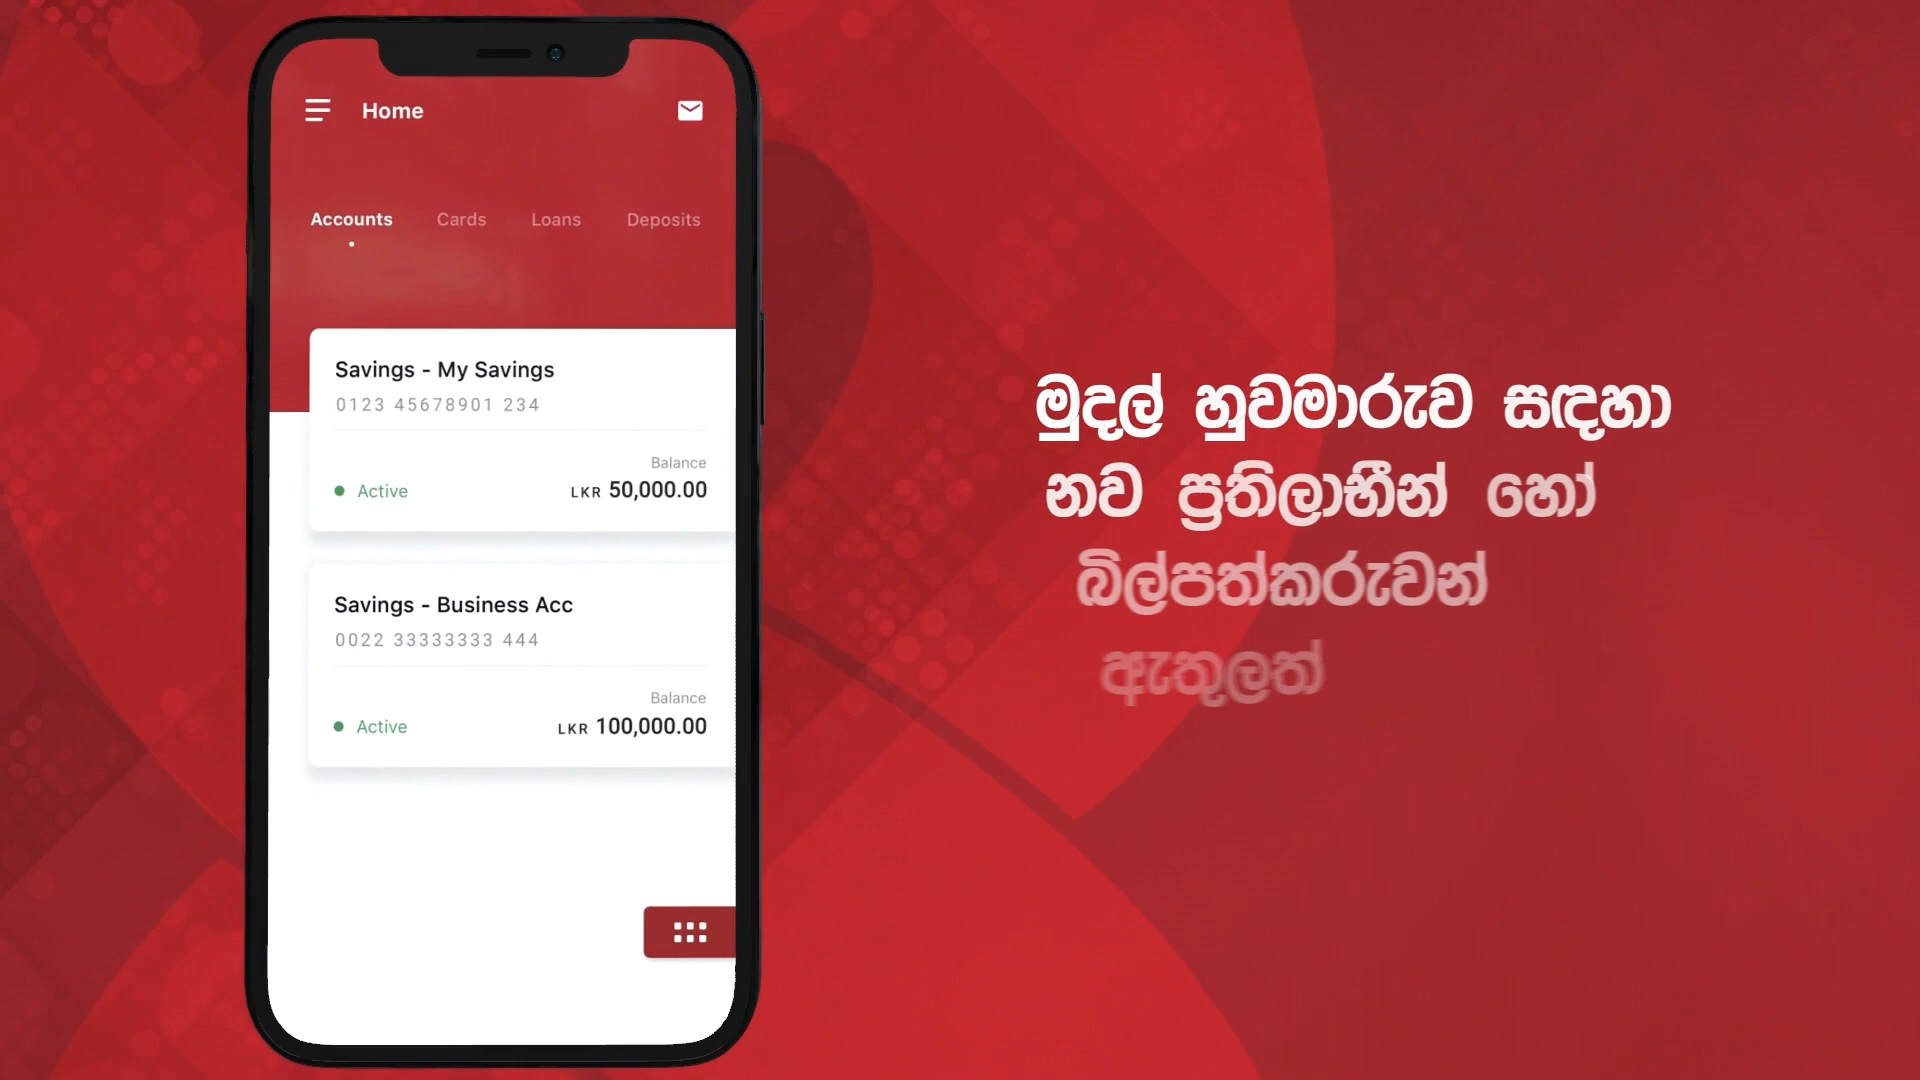 Home
Accounts Cards Loans Deposits
Savings - My Savings
0123 45678901 234
Balance
Active LKR 50,000.00
Savings - Business Acc
0022 33333333 444
Balance
Active LKR 100,000.00
මුදල් හුවමාරුව සඳහා
නව ප්‍රතිලාභීන් හෝ
බිල්පත්කරුවන්
ඇතුලත්